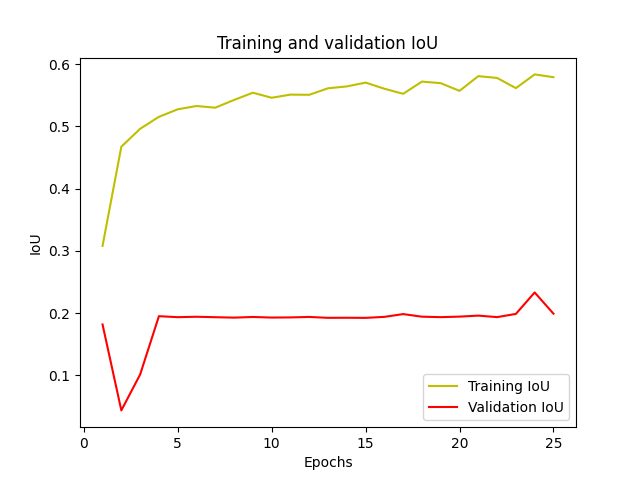 Training and validation IoU
0.6
0.5
0.4
0.3
0.2
0.1
IoU
Training IoU
Validation IoU
0 5 10 15 20 25
Epochs